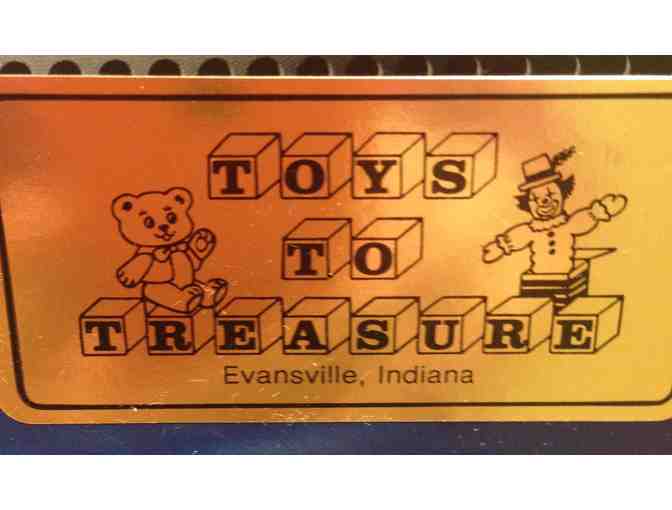 TOYS
TO
TREASURE
Evansville, Indiana